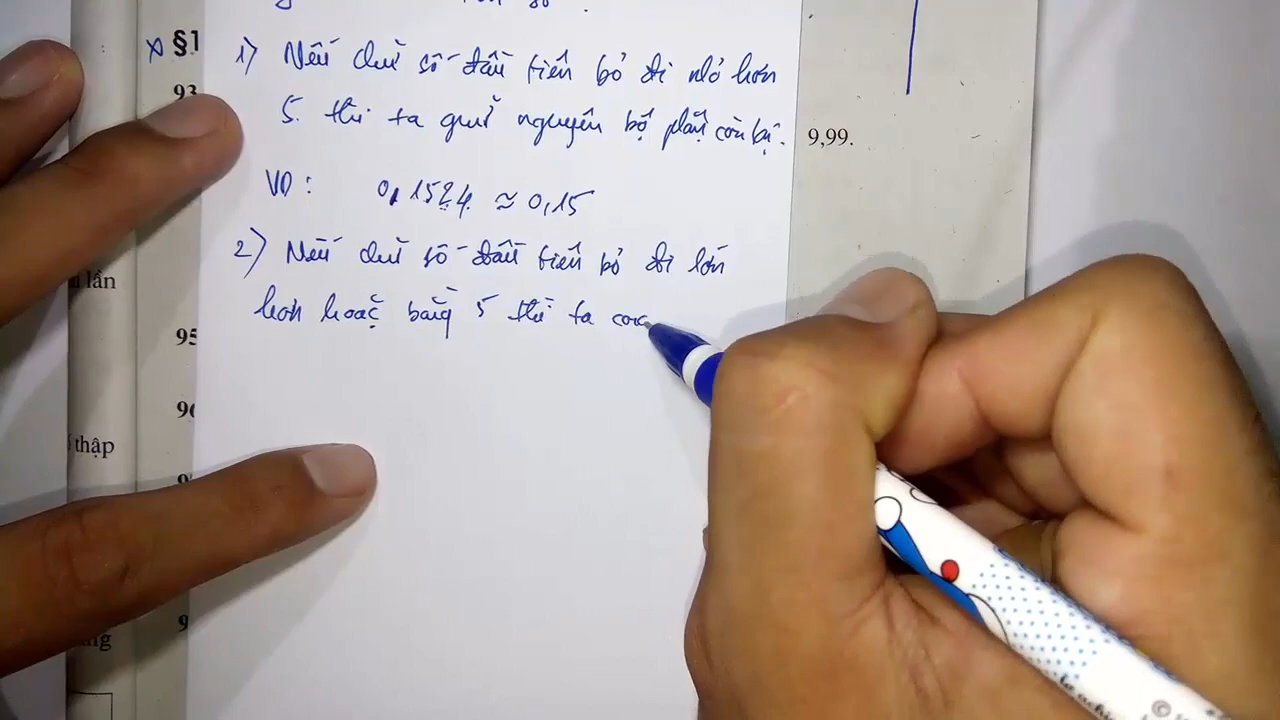 §1
1) Nếu chữ số đầu tiên bỏ đi nhỏ hơn
93
5. thì ta giữ nguyên bộ phận còn lại.
9,99.
VD: 0,1524 ≈ 0,15
2) Nếu chữ số đầu tiên bỏ đi lớn
lần
hơn hoặc bằng 5 thì ta
95
thập